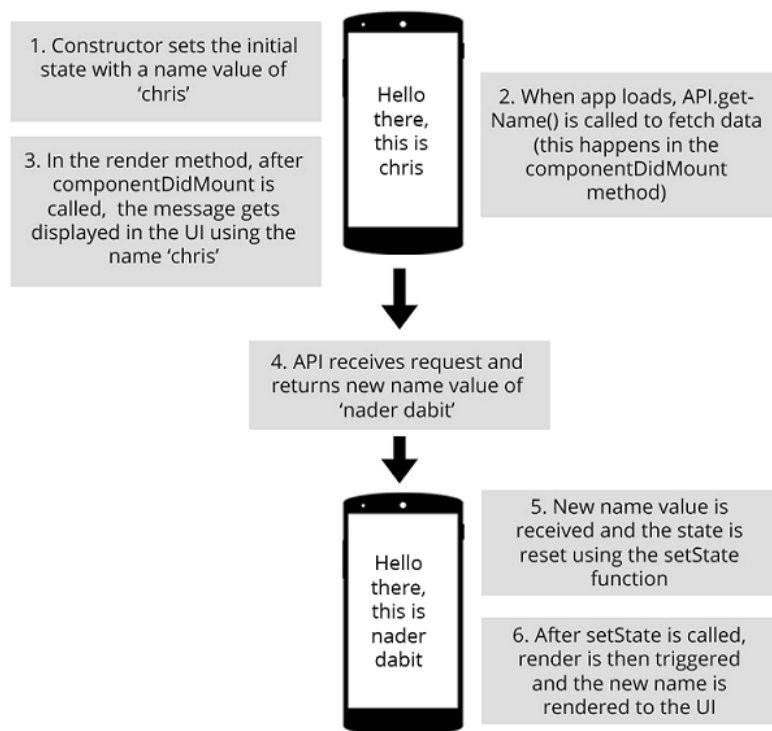 1. Constructor sets the initial
state with a name value of
‘chris’
Hello
there,
this is
chris
2. When app loads, API.get-
Name() is called to fetch data
(this happens in the
componentDidMount
method)
3. In the render method, after
componentDidMount is
called,  the message gets
displayed in the UI using the
name ‘chris’
4. API receives request and
returns new name value of
‘nader dabit’
Hello
there,
this is
nader
dabit
5. New name value is
received and the state is
reset using the setState
function
6. After setState is called,
render is then triggered
and the new name is
rendered to the UI